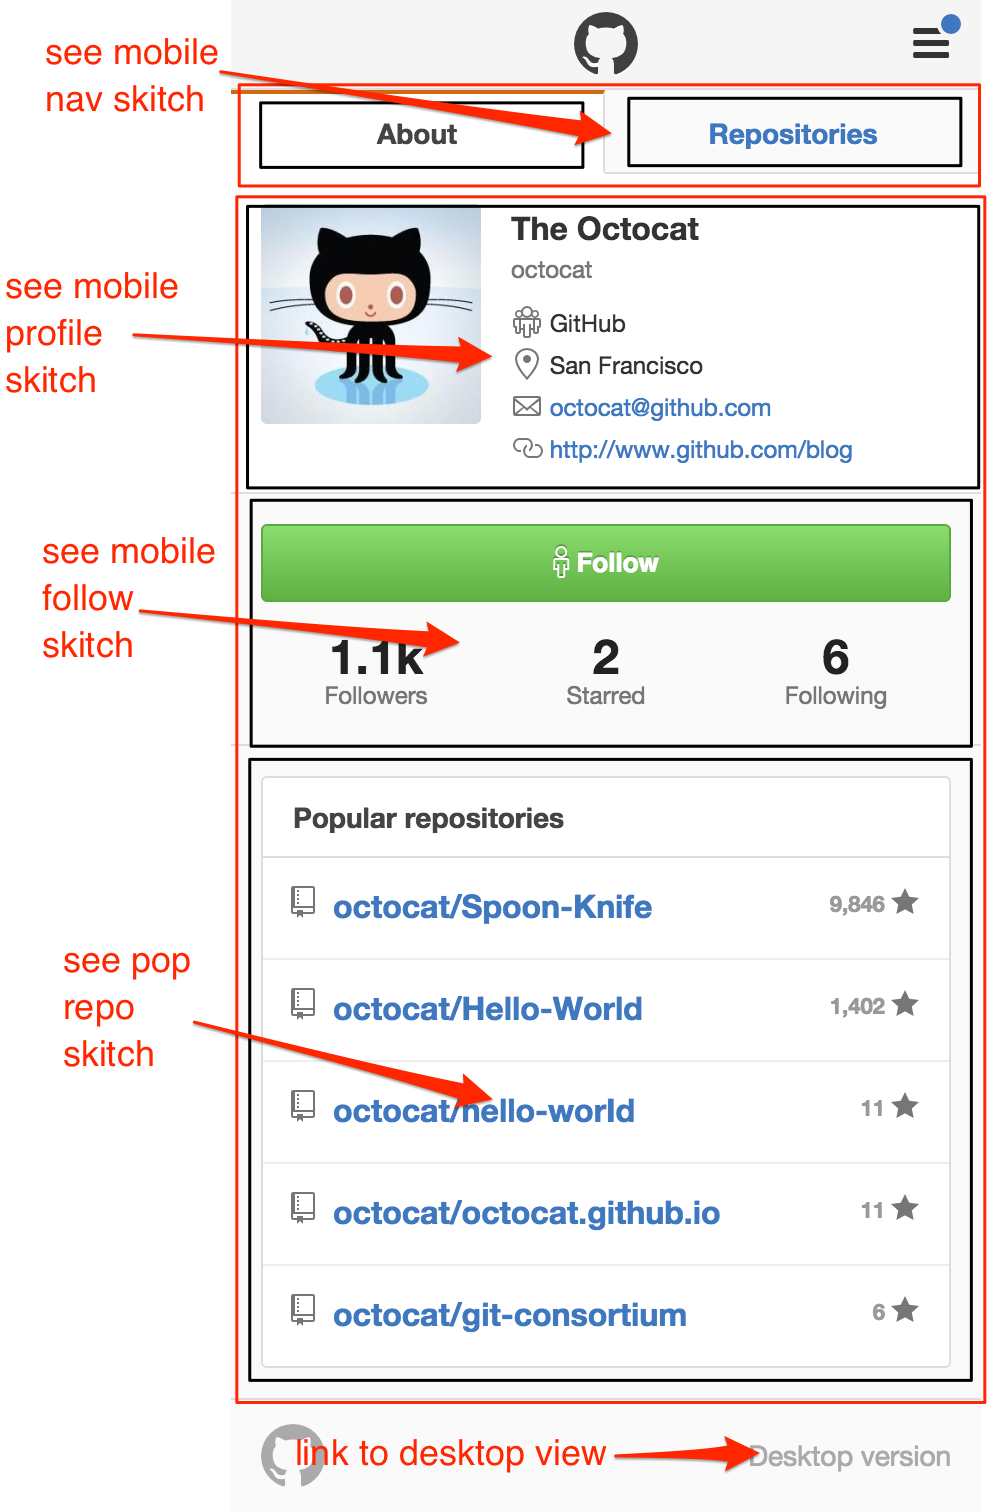 see mobile
nav skitch
About
Repositories
The Octocat
octocat
see mobile
profile
skitch
GitHub
San Francisco
octocat@github.com
http://www.github.com/blog
see mobile
follow
skitch
Follow
1.1k 2 6
Followers Starred Following
Popular repositories
octocat/Spoon-Knife 9,846
see pop
repo
skitch
octocat/Hello-World 1,402
octocat/hello-world 11
octocat/octocat.github.io 11
octocat/git-consortium 6
link to desktop view
Desktop version